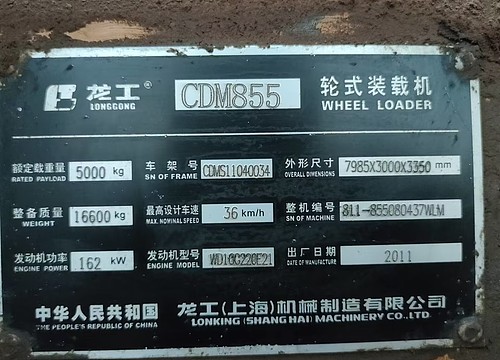 龙工® CDM855 轮式装载机
LONGGONG WHEEL LOADER
额定载重量 5000 kg 车架号 CDMS11040034 外形尺寸 7985X3000X3350 mm
RATED PAYLOAD SN OF FRAME OVERALL DIMENSIONS
整备质量 16600 kg 最高设计车速 36 km/h 整机编号 811-855080437WLM
WEIGHT MAX. NOMINAL SPEED SN OF MACHINE
发动机功率 162 kW 发动机型号 WD10G220E21 出厂日期 2011
ENGINE POWER ENGINE MODEL DATE OF MANUFACTURE
中华人民共和国 龙工(上海)机械制造有限公司
THE PEOPLE'S REPUBLIC OF CHINA LONKING (SHANG HAI) MACHINERY CO.,LTD.